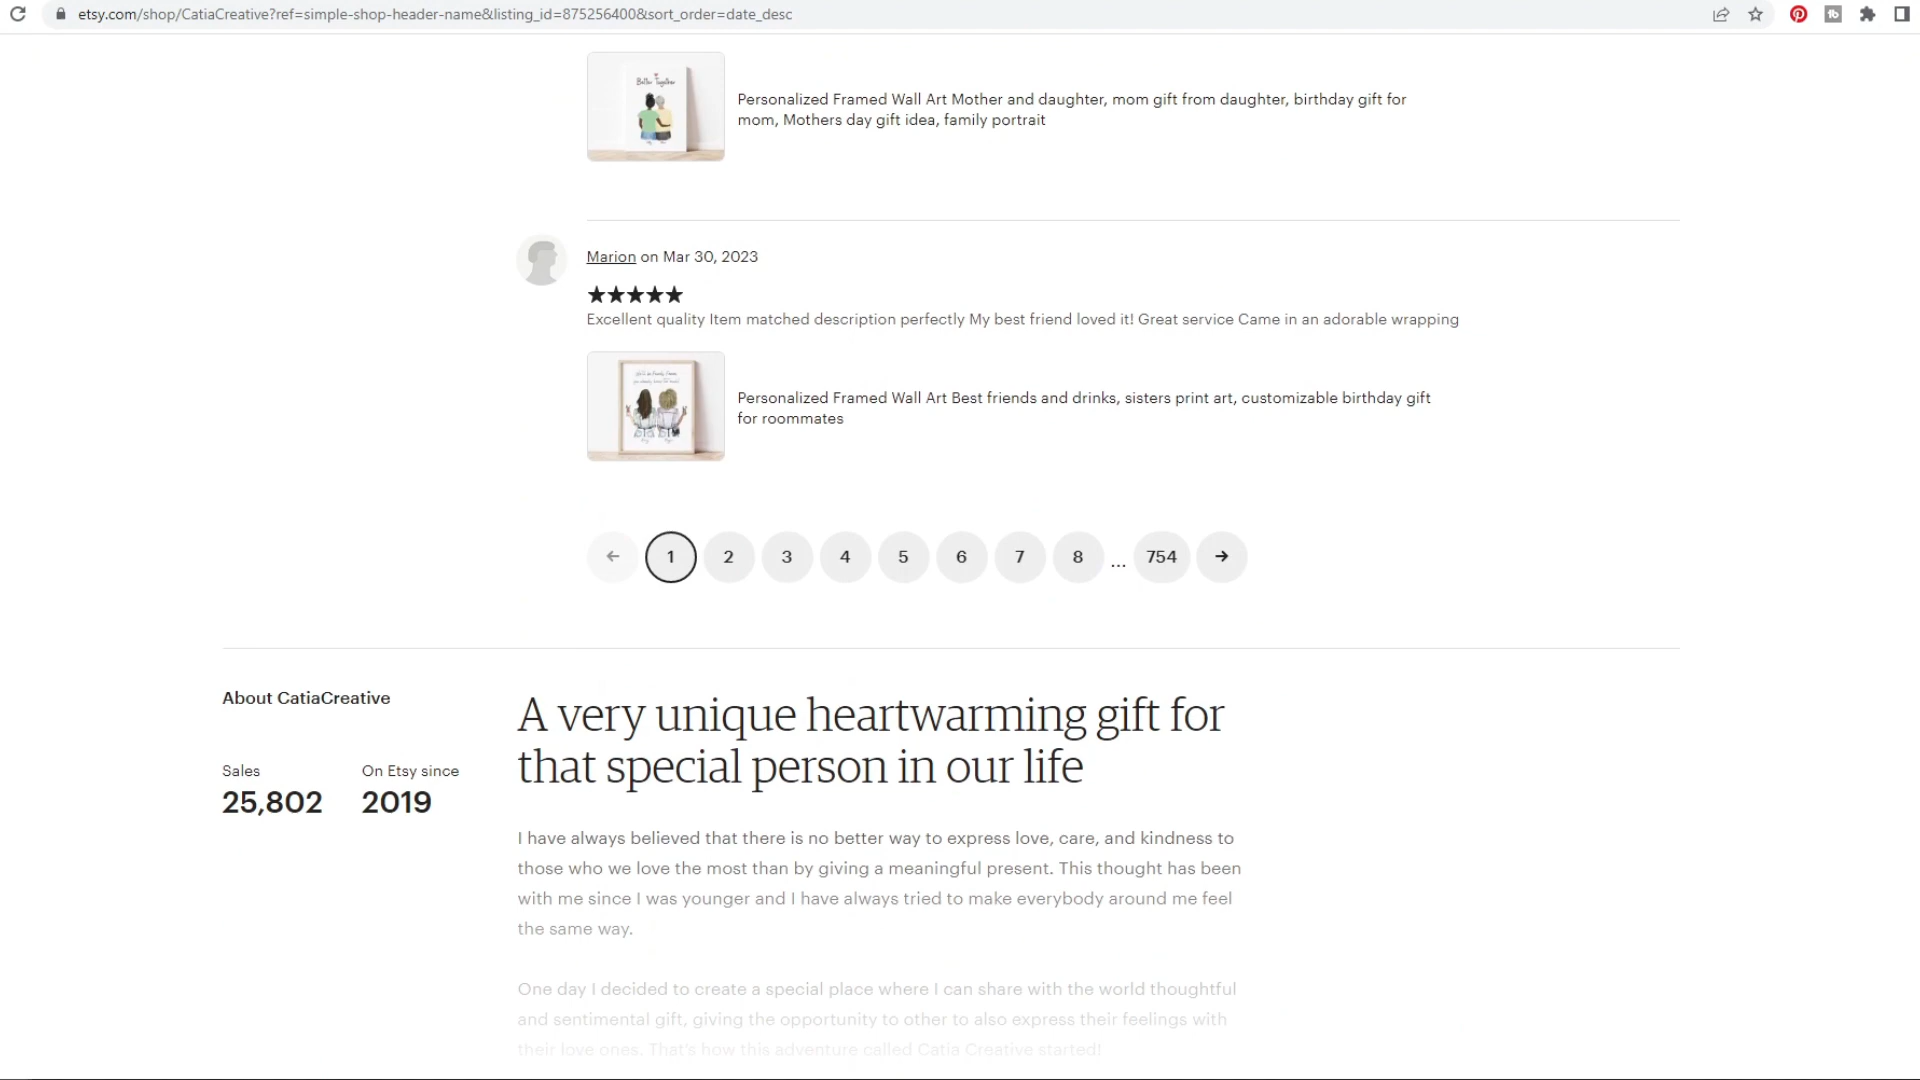 etsy.com/shop/CatiaCreative?ref=simple-shop-header-name&listing_id=875256400&sort_order=date_desc
Better Together
Personalized Framed Wall Art Mother and daughter, mom gift from daughter, birthday gift for
mom, Mothers day gift idea, family portrait
Marion on Mar 30, 2023
Excellent quality Item matched description perfectly My best friend loved it! Great service Came in an adorable wrapping
Personalized Framed Wall Art Best friends and drinks, sisters print art, customizable birthday gift
for roommates
1 2 3 4 5 6 7 8 ... 754
About CatiaCreative
Sales
25,802
On Etsy since
2019
A very unique heartwarming gift for
that special person in our life
I have always believed that there is no better way to express love, care, and kindness to
those who we love the most than by giving a meaningful present. This thought has been
with me since I was younger and I have always tried to make everybody around me feel
the same way.
One day I decided to create a special place where I can share with the world thoughtful
and sentimental gift, giving the opportunity to other to also express their feelings with
their love ones. That's how this adventure called Catia Creative started!